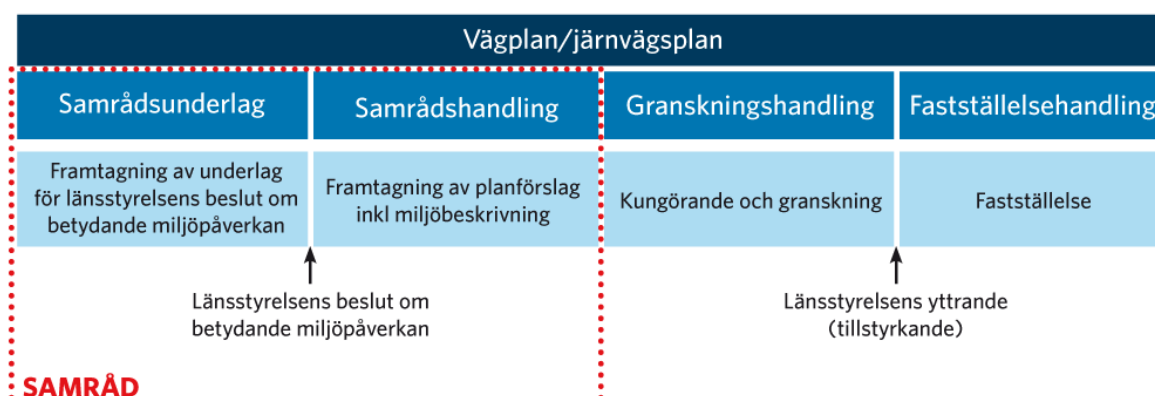 Vägplan/järnvägsplan
Samrådsunderlag
Samrådshandling
Granskningshandling
Fastställelsehandling
Framtagning av underlag
för länsstyrelsens beslut om
betydande miljöpåverkan
Framtagning av planförslag
inkl miljöbeskrivning
Kungörande och granskning
Fastställelse
Länsstyrelsens beslut om
betydande miljöpåverkan
Länsstyrelsens yttrande
(tillstyrkande)
SAMRÅD